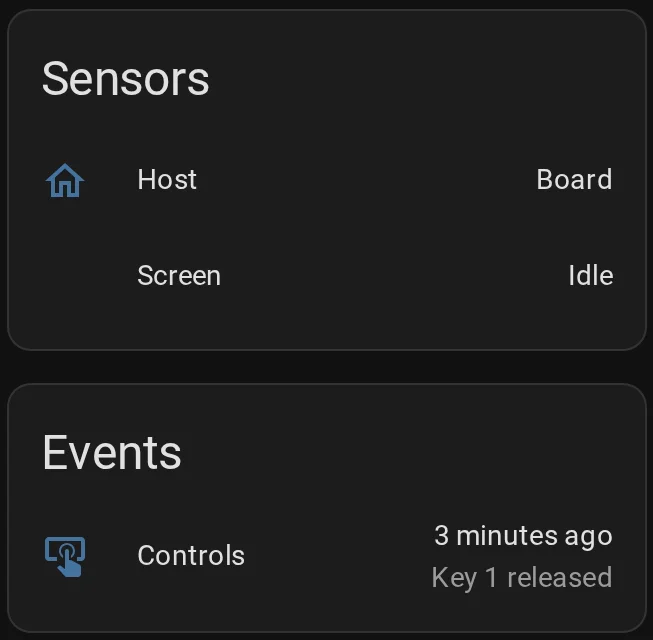 Sensors
Host Board
Screen Idle
Events
Controls 3 minutes ago
Key 1 released